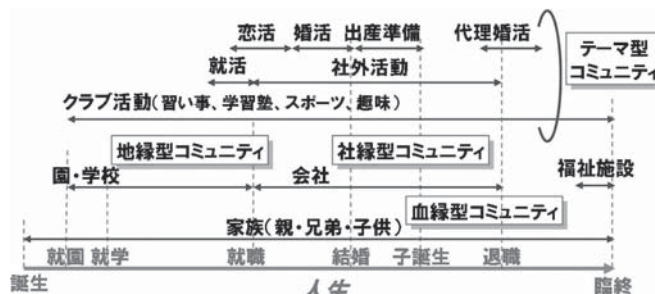 恋活 婚活 出産準備 代理婚活
テーマ型
コミュニティ
就活 社外活動
クラブ活動(習い事、学習塾、スポーツ、趣味)
地縁型コミュニティ 社縁型コミュニティ
園・学校 会社 福祉施設
血縁型コミュニティ
家族(親・兄弟・子供)
就園 就学 就職 結婚 子誕生 退職
誕生 人生 臨終